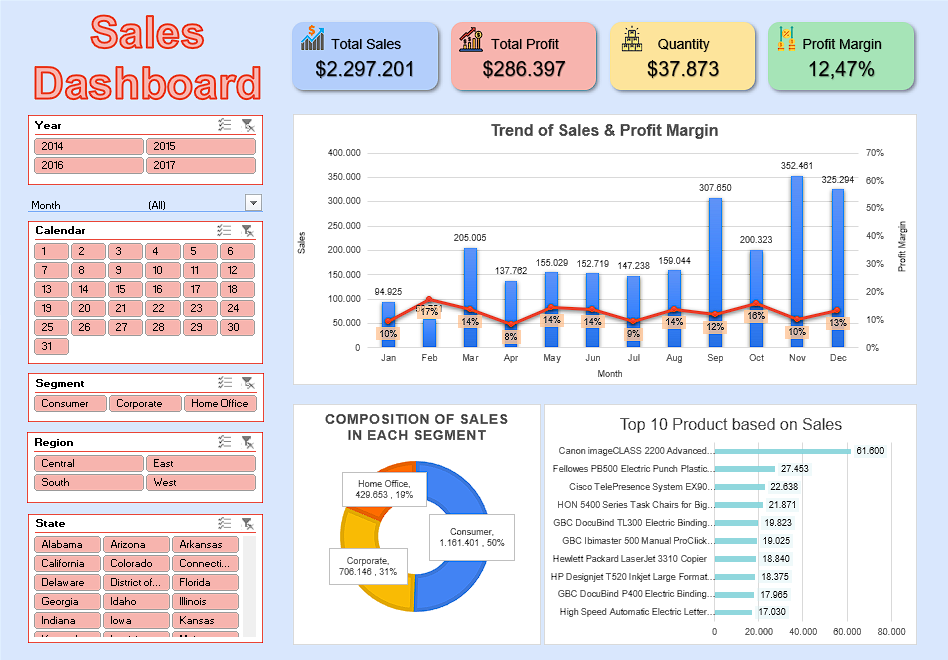 Sales
Dashboard
Total Sales
$2.297.201
Total Profit
$286.397
Quantity
$37.873
Profit Margin
12,47%
Year
2014
2015
2016
2017
Month
(All)
Calendar
1 2 3 4 5 6
7 8 9 10 11 12
13 14 15 16 17 18
19 20 21 22 23 24
25 26 27 28 29 30
31
Segment
Consumer
Corporate
Home Office
Region
Central
East
South
West
State
Alabama
Arizona
Arkansas
California
Colorado
Connecti...
Delaware
District of...
Florida
Georgia
Idaho
Illinois
Indiana
Iowa
Kansas
Trend of Sales & Profit Margin
Sales
400.000
350.000
300.000
250.000
200.000
150.000
100.000
50.000
0
94.925
205.005
137.762
155.029
152.719
147.238
159.044
307.650
200.323
352.461
325.294
10%
17%
14%
8%
14%
14%
9%
14%
12%
16%
10%
13%
Jan Feb Mar Apr May Jun Jul Aug Sep Oct Nov Dec
Month
70%
60%
50%
40%
30%
20%
10%
0%
Profit Margin
COMPOSITION OF SALES
IN EACH SEGMENT
Home Office,
429.653 , 19%
Consumer,
1.161.401 , 50%
Corporate,
706.146 , 31%
Top 10 Product based on Sales
Canon imageCLASS 2200 Advanced... 61.600
Fellowes PB500 Electric Punch Plastic... 27.453
Cisco TelePresence System EX90... 22.638
HON 5400 Series Task Chairs for Big... 21.871
GBC DocuBind TL300 Electric Binding... 19.823
GBC Ibimaster 500 Manual ProClick... 19.025
Hewlett Packard LaserJet 3310 Copier 18.840
HP Designjet T520 Inkjet Large Format... 18.375
GBC DocuBind P400 Electric Binding... 17.965
High Speed Automatic Electric Letter... 17.030
0 20.000 40.000 60.000 80.000